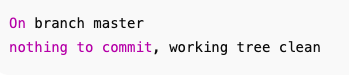 On branch master
nothing to commit, working tree clean